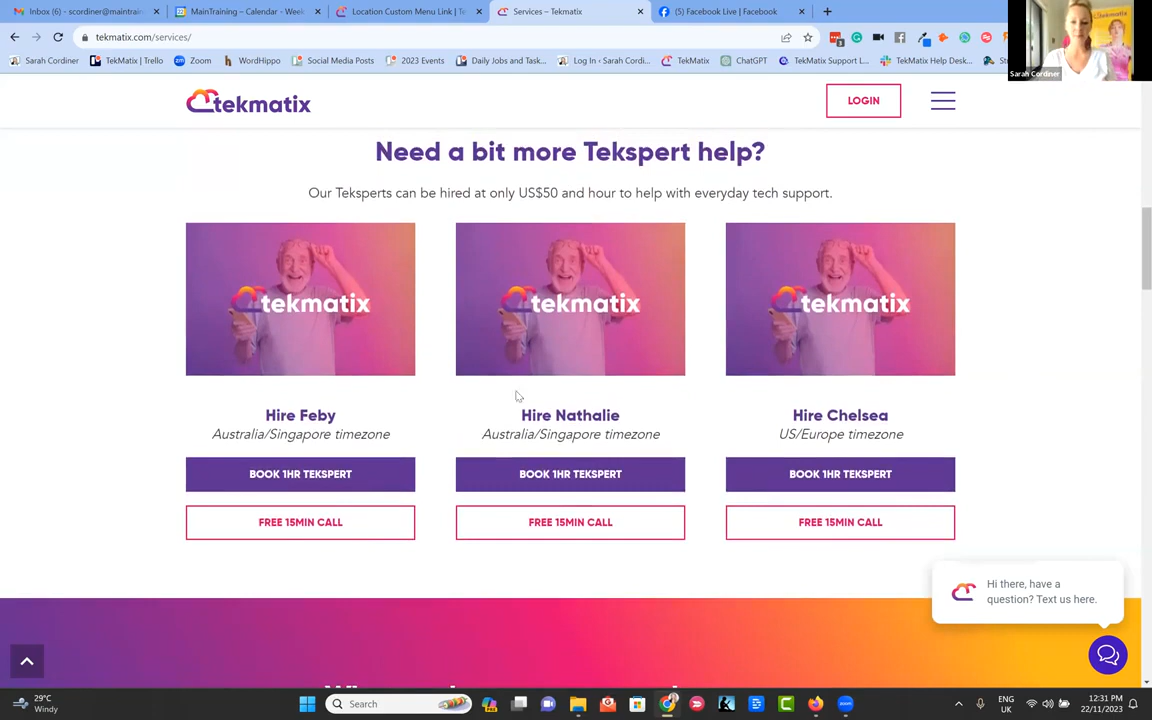 Inbox (6) - scordiner@maintrain
MainTraining – Calendar - Week
Location Custom Menu Link | Te
Services – Tekmatix
(5) Facebook Live | Facebook
tekmatix.com/services/
Sarah Cordiner
TekMatix | Trello
Zoom
WordHippo
Social Media Posts
2023 Events
Daily Jobs and Task...
Log In ‹ Sarah Cordi...
TekMatix
ChatGPT
TekMatix Support L...
TekMatix Help Desk...
Sarah Cordiner
tekmatix
LOGIN
Need a bit more Tekspert help?
Our Teksperts can be hired at only US$50 and hour to help with everyday tech support.
tekmatix
tekmatix
tekmatix
Hire Feby
Australia/Singapore timezone
BOOK 1HR TEKSPERT
FREE 15MIN CALL
Hire Nathalie
Australia/Singapore timezone
BOOK 1HR TEKSPERT
FREE 15MIN CALL
Hire Chelsea
US/Europe timezone
BOOK 1HR TEKSPERT
FREE 15MIN CALL
Hi there, have a
question? Text us here.
29°C
Windy
Search
ENG
UK
12:31 PM
22/11/2023